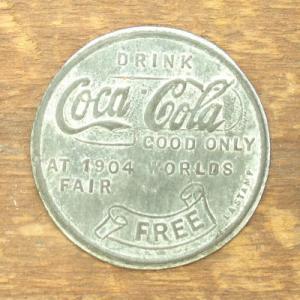 DRINK
Coca Cola
GOOD ONLY
AT 1904 WORLDS
FAIR
FREE